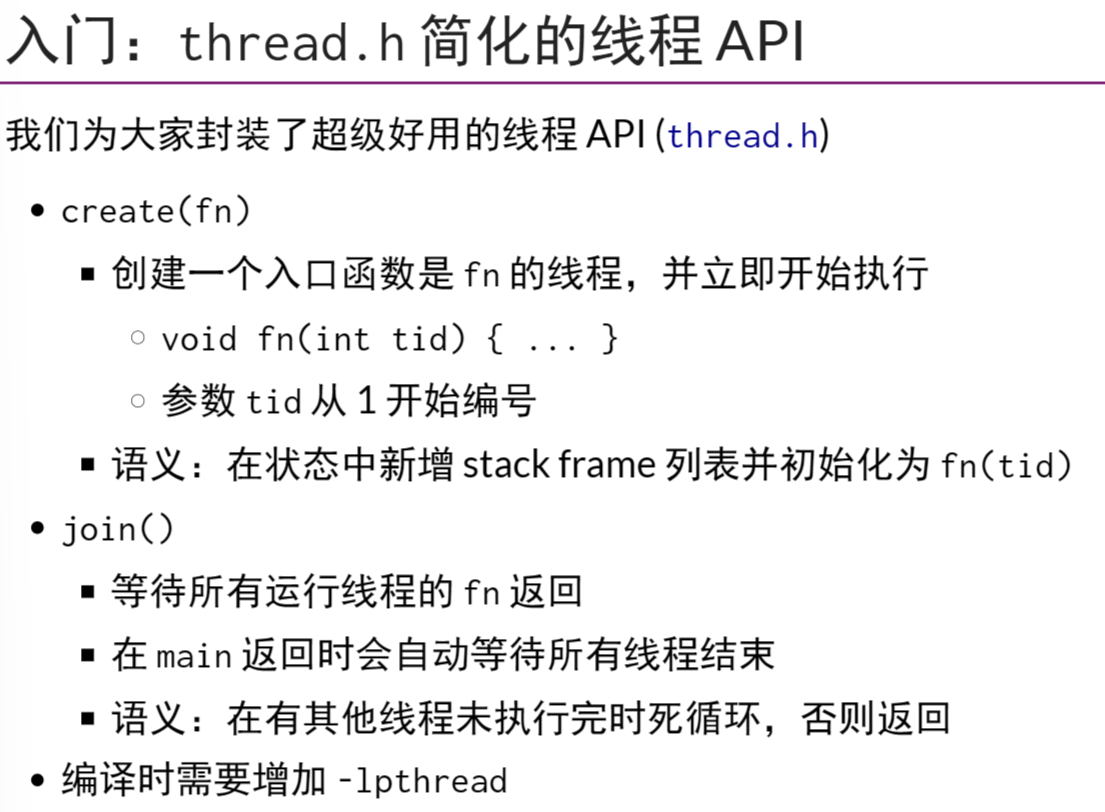 入门：thread.h 简化的线程 API
我们为大家封装了超级好用的线程 API (thread.h)
• create(fn)
▪ 创建一个入口函数是 fn 的线程，并立即开始执行
○ void fn(int tid) { ... }
○ 参数 tid 从 1 开始编号
▪ 语义：在状态中新增 stack frame 列表并初始化为 fn(tid)
• join()
▪ 等待所有运行线程的 fn 返回
▪ 在 main 返回时会自动等待所有线程结束
▪ 语义：在有其他线程未执行完时死循环，否则返回
• 编译时需要增加 -lpthread